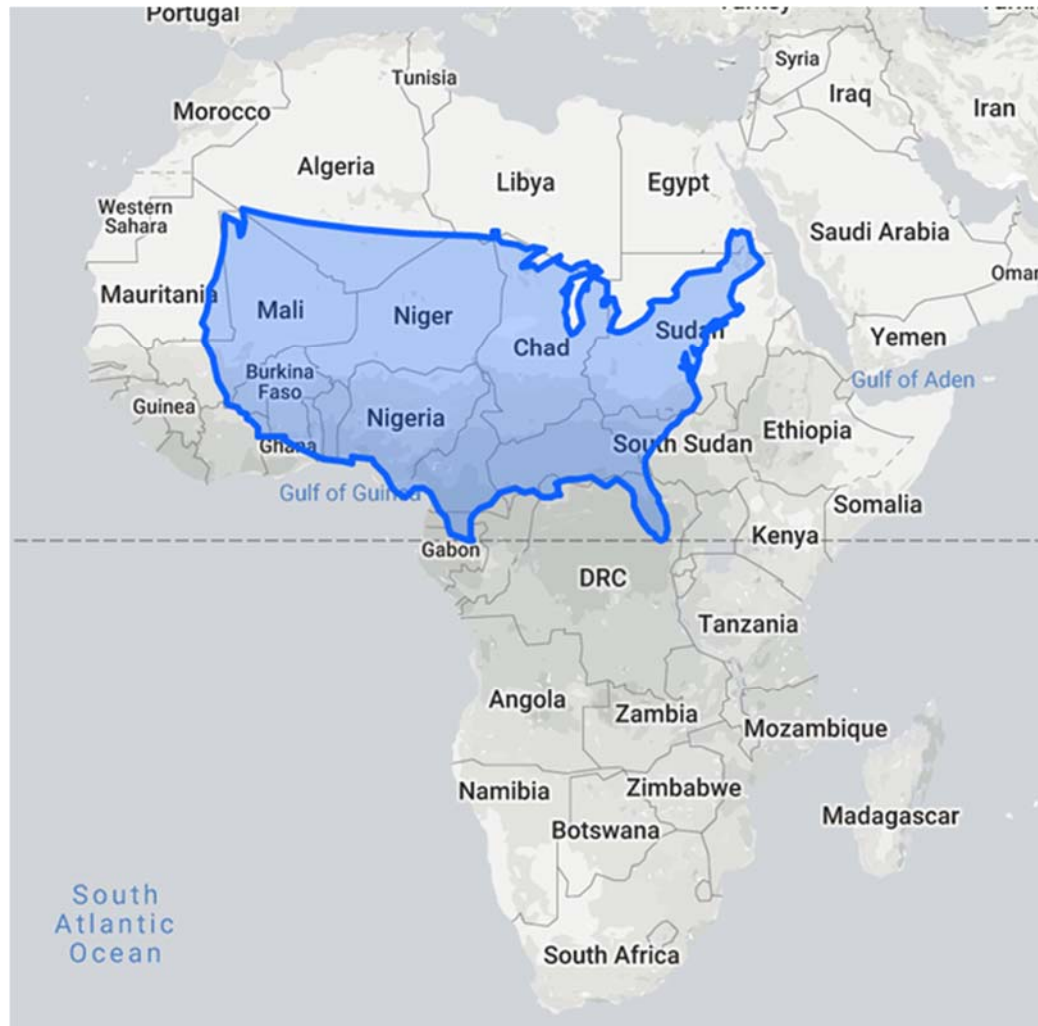 Portugal
Syria
Tunisia
Iraq
Iran
Morocco
Algeria
Libya
Egypt
Western
Sahara
Saudi Arabia
Oman
Mauritania
Mali
Niger
Chad
Sudan
Yemen
Burkina
Faso
Gulf of Aden
Guinea
Nigeria
Ghana
South Sudan
Ethiopia
Gulf of Guinea
Somalia
Kenya
Gabon
DRC
Tanzania
Angola
Zambia
Mozambique
Namibia
Zimbabwe
Botswana
Madagascar
South
Atlantic
Ocean
South Africa